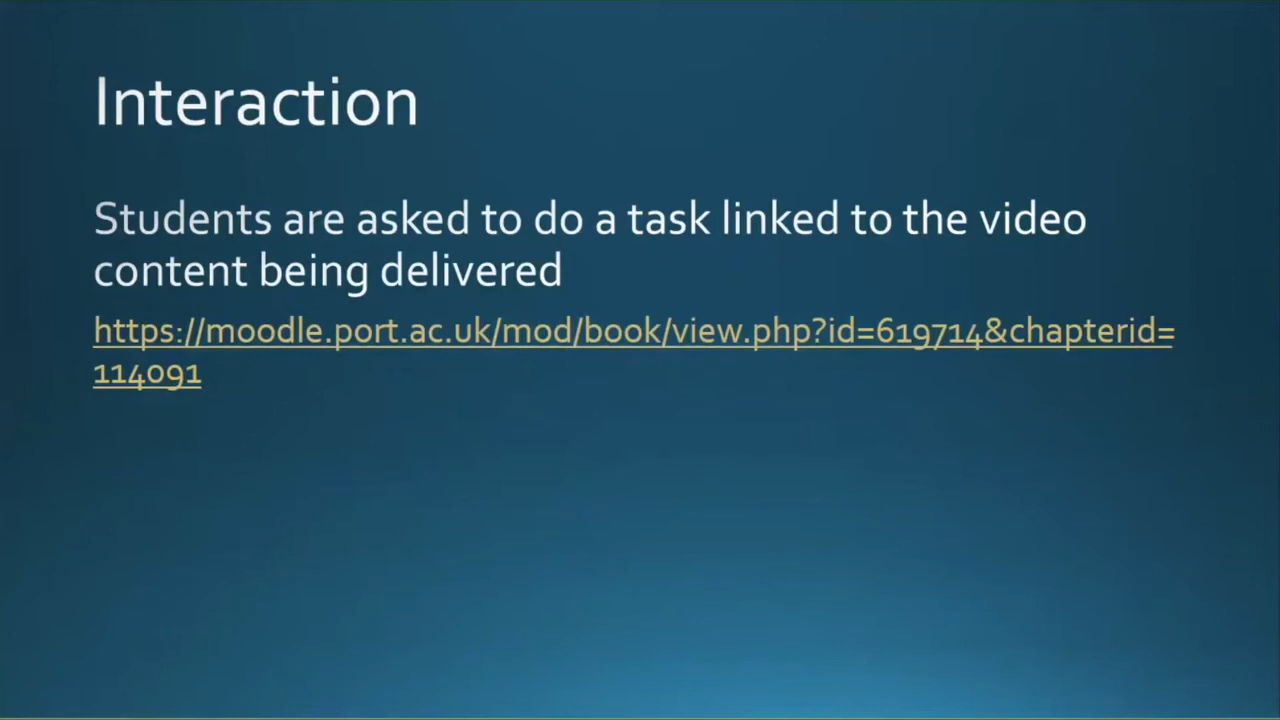 Interaction
Students are asked to do a task linked to the video
content being delivered
https://moodle.port.ac.uk/mod/book/view.php?id=619714&chapterid=
114091